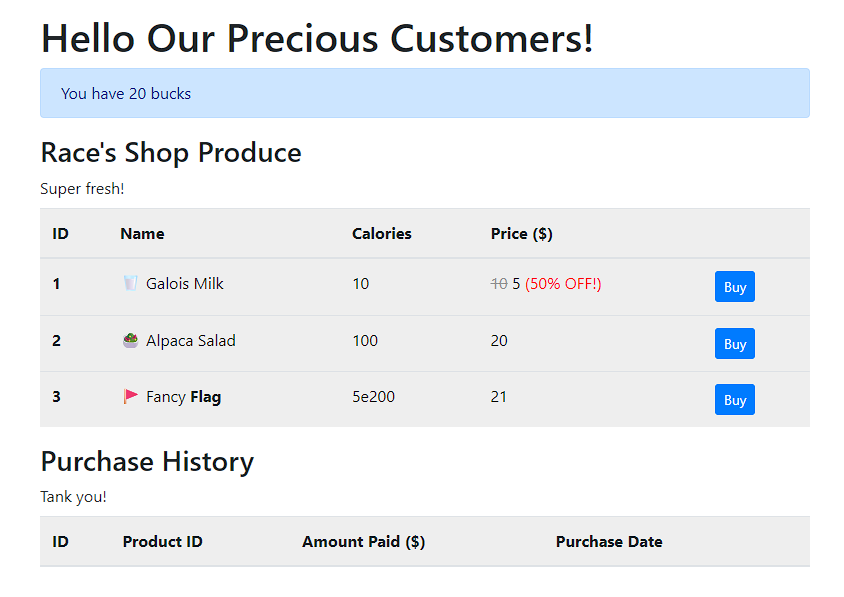 Hello Our Precious Customers!
You have 20 bucks
Race's Shop Produce
Super fresh!
ID Name Calories Price ($)
1 🥛 Galois Milk 10 10 5 (50% OFF!) Buy
2 🥗 Alpaca Salad 100 20 Buy
3 🚩 Fancy Flag 5e200 21 Buy
Purchase History
Tank you!
ID Product ID Amount Paid ($) Purchase Date